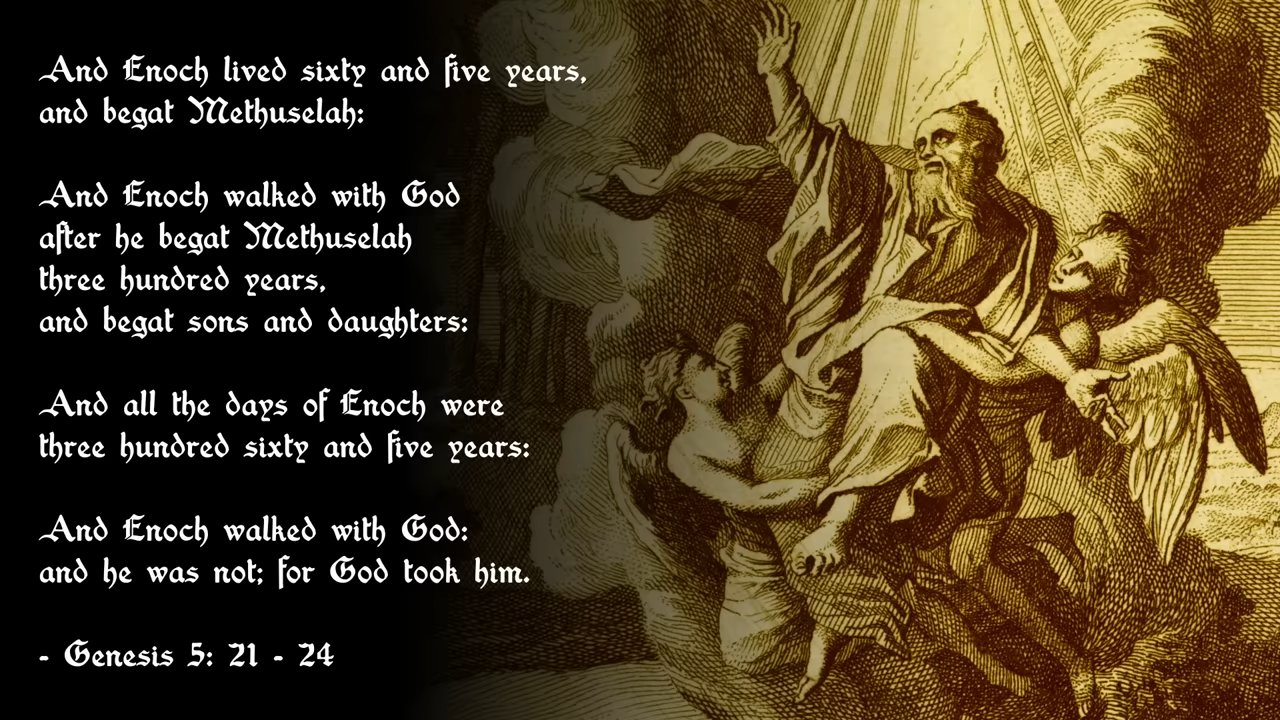 And Enoch lived sixty and five years,
and begat Methuselah:
And Enoch walked with God
after he begat Methuselah
three hundred years,
and begat sons and daughters:
And all the days of Enoch were
three hundred sixty and five years:
And Enoch walked with God:
and he was not; for God took him.
- Genesis 5: 21 - 24